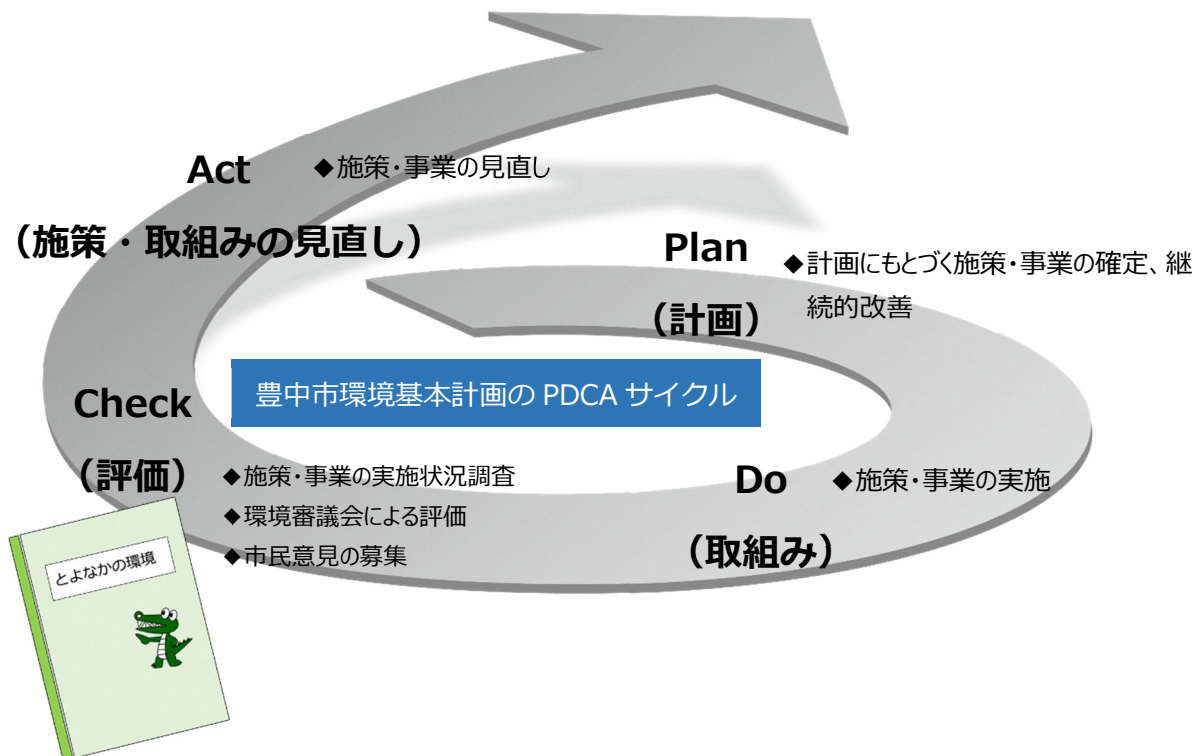 Act
◆施策・事業の見直し
（施策・取組みの見直し）
Plan
（計画）
◆計画にもとづく施策・事業の確定、継
続的改善
豊中市環境基本計画の PDCA サイクル
Check
（評価）
◆施策・事業の実施状況調査
◆環境審議会による評価
◆市民意見の募集
Do
（取組み）
◆施策・事業の実施
とよなかの環境